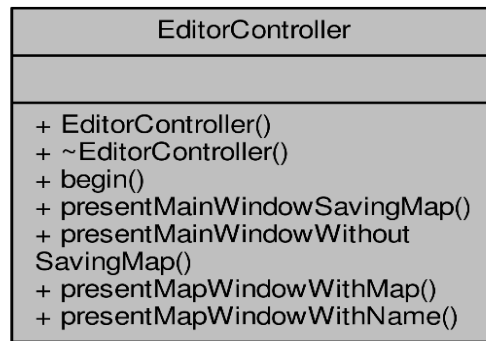 EditorController
+ EditorController()
+ ~EditorController()
+ begin()
+ presentMainWindowSavingMap()
+ presentMainWindowWithout
SavingMap()
+ presentMapWindowWithMap()
+ presentMapWindowWithName()